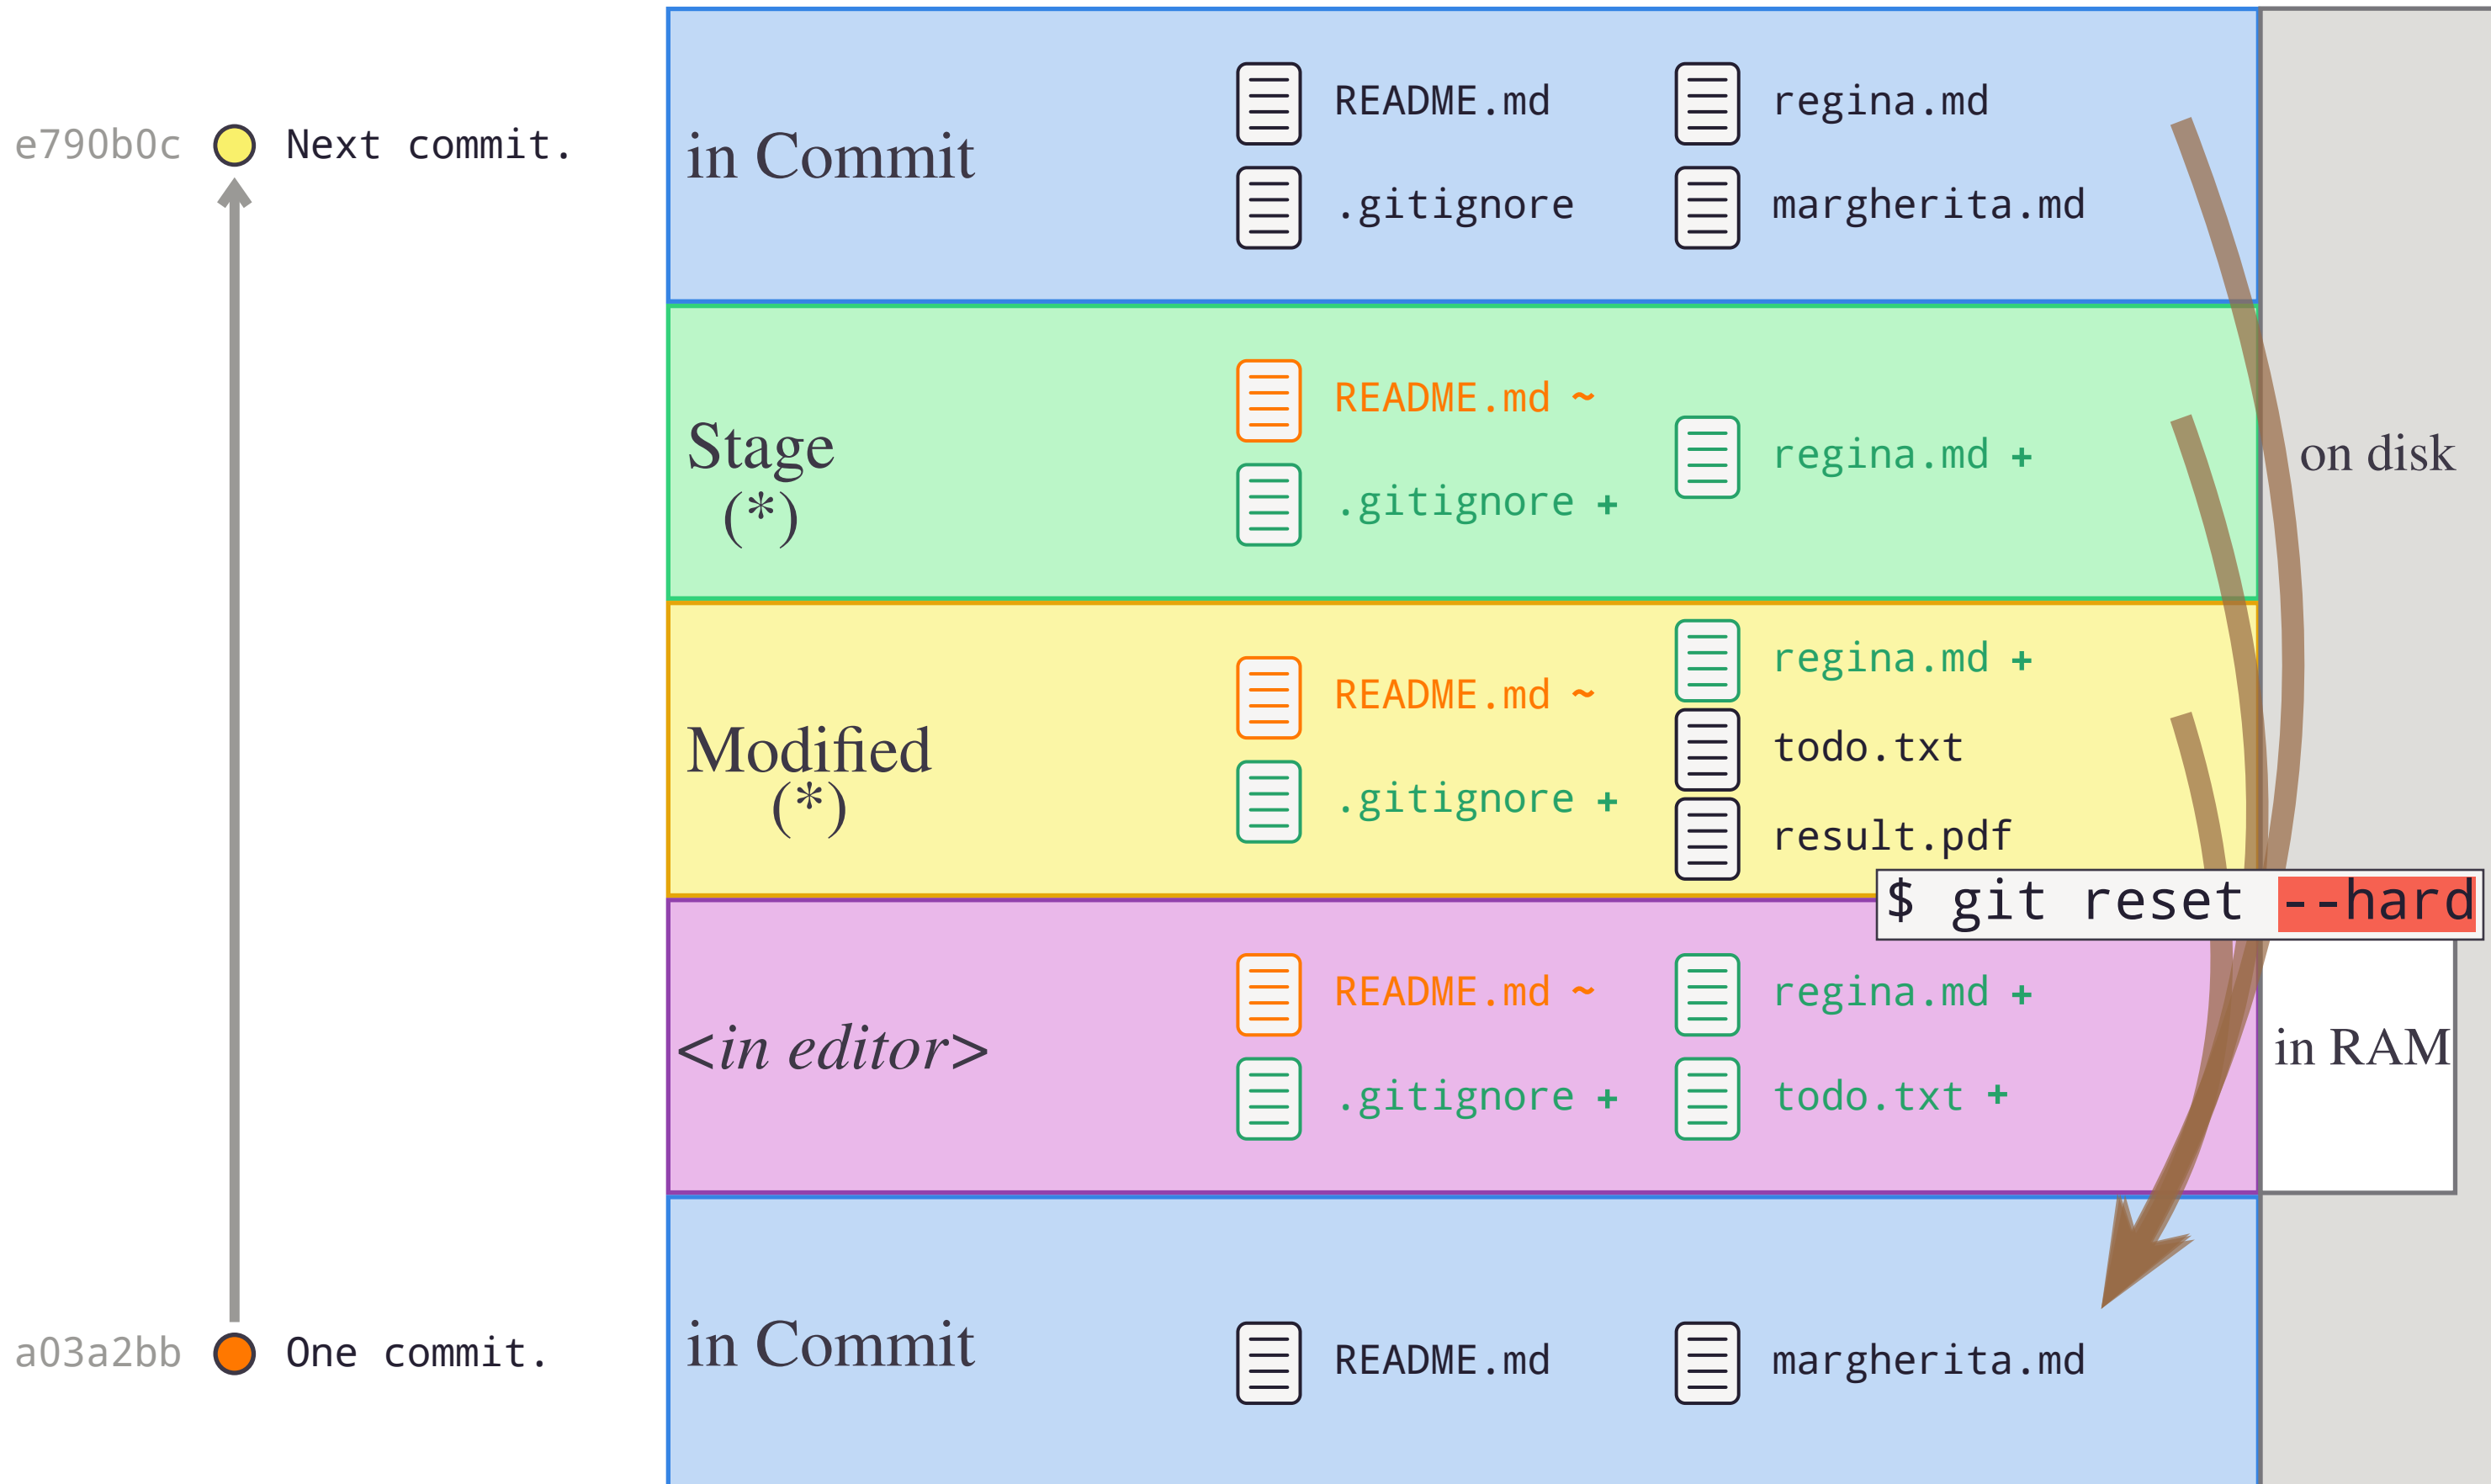 e790b0c Next commit.
in Commit
README.md
regina.md
.gitignore
margherita.md
Stage
(*)
README.md ~
.gitignore +
regina.md +
on disk
Modified
(*)
README.md ~
.gitignore +
regina.md +
todo.txt
result.pdf
$ git reset --hard
<in editor>
README.md ~
regina.md +
.gitignore +
todo.txt +
in RAM
a03a2bb One commit.
in Commit
README.md
margherita.md